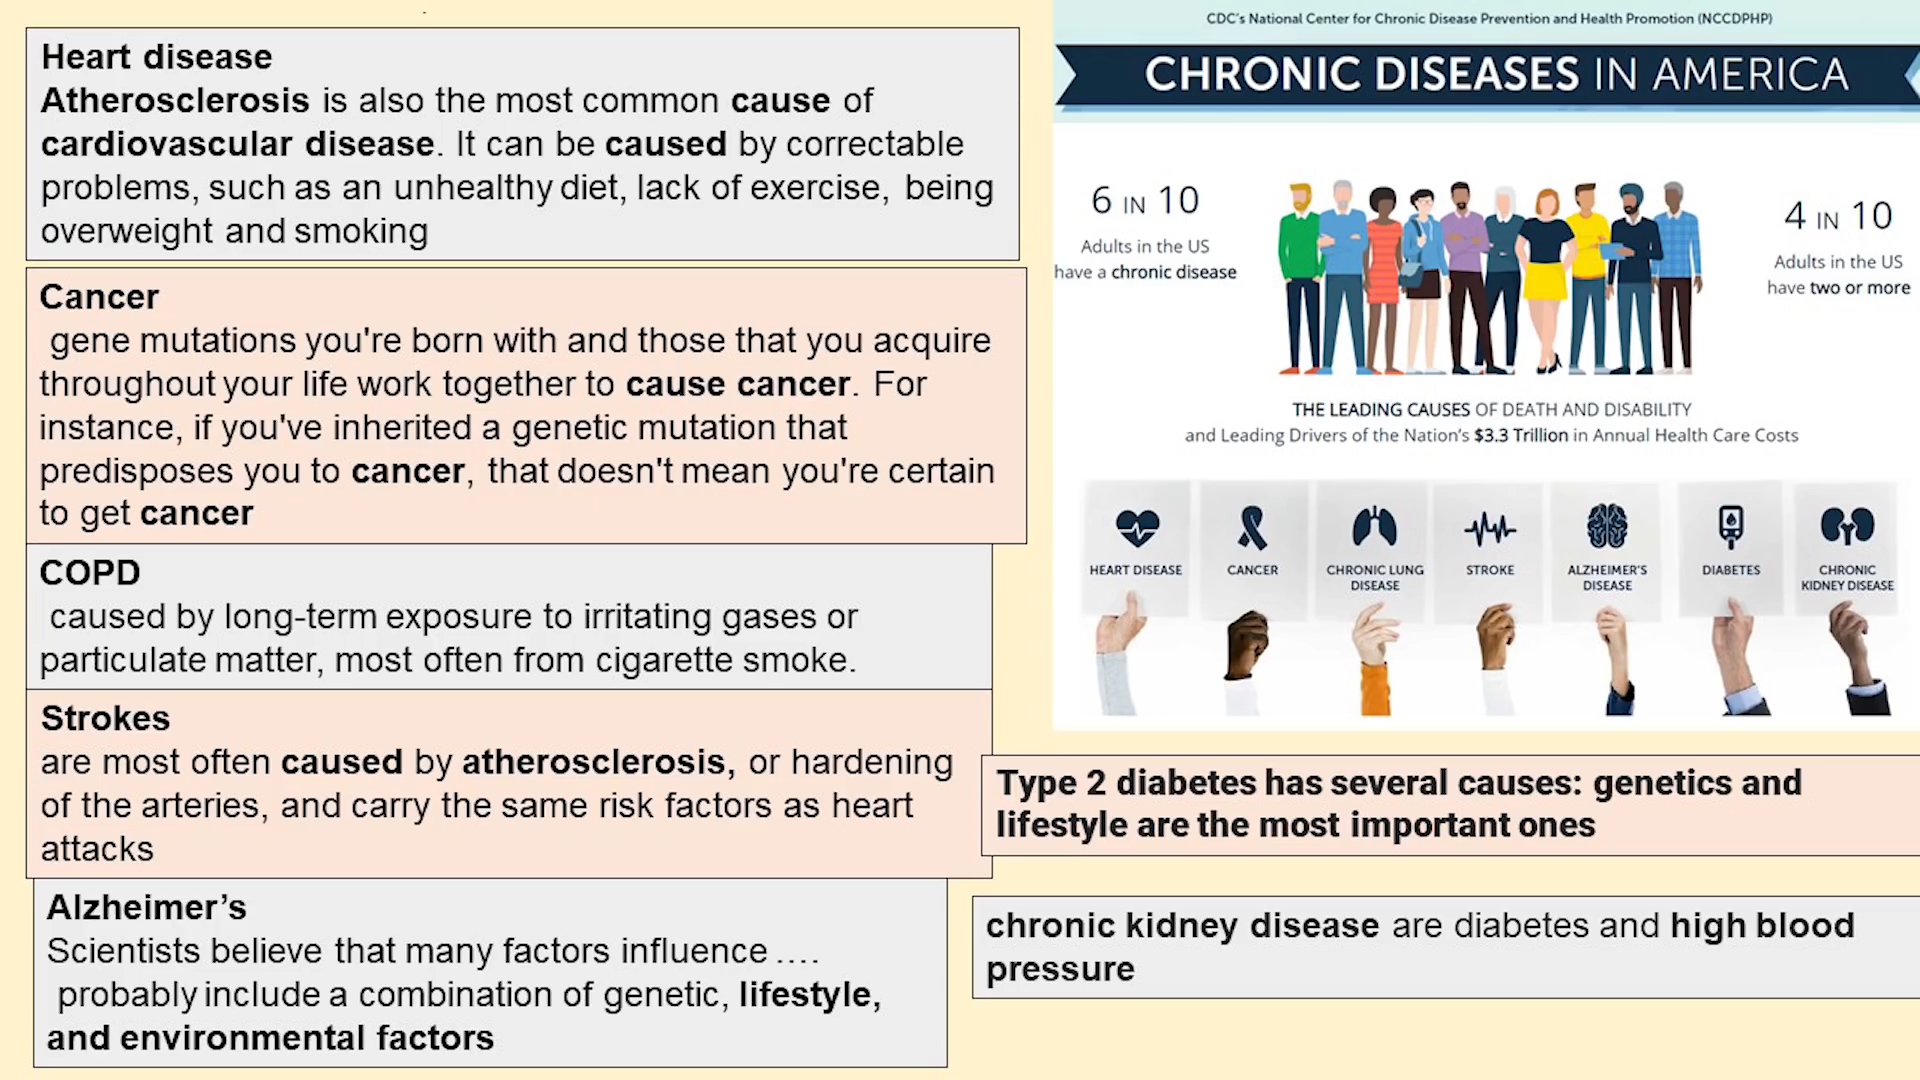 Heart disease
Atherosclerosis is also the most common cause of
cardiovascular disease. It can be caused by correctable
problems, such as an unhealthy diet, lack of exercise, being
overweight and smoking
Cancer
gene mutations you're born with and those that you acquire
throughout your life work together to cause cancer. For
instance, if you've inherited a genetic mutation that
predisposes you to cancer, that doesn't mean you're certain
to get cancer
COPD
caused by long-term exposure to irritating gases or
particulate matter, most often from cigarette smoke.
Strokes
are most often caused by atherosclerosis, or hardening
of the arteries, and carry the same risk factors as heart
attacks
Alzheimer’s
Scientists believe that many factors influence ....
probably include a combination of genetic, lifestyle,
and environmental factors
CDC’s National Center for Chronic Disease Prevention and Health Promotion (NCCDPHP)
CHRONIC DISEASES IN AMERICA
6 IN 10
Adults in the US
have a chronic disease
4 IN 10
Adults in the US
have two or more
THE LEADING CAUSES OF DEATH AND DISABILITY
and Leading Drivers of the Nation’s $3.3 Trillion in Annual Health Care Costs
HEART DISEASE
CANCER
CHRONIC LUNG
DISEASE
STROKE
ALZHEIMER'S
DISEASE
DIABETES
CHRONIC
KIDNEY DISEASE
Type 2 diabetes has several causes: genetics and
lifestyle are the most important ones
chronic kidney disease are diabetes and high blood
pressure